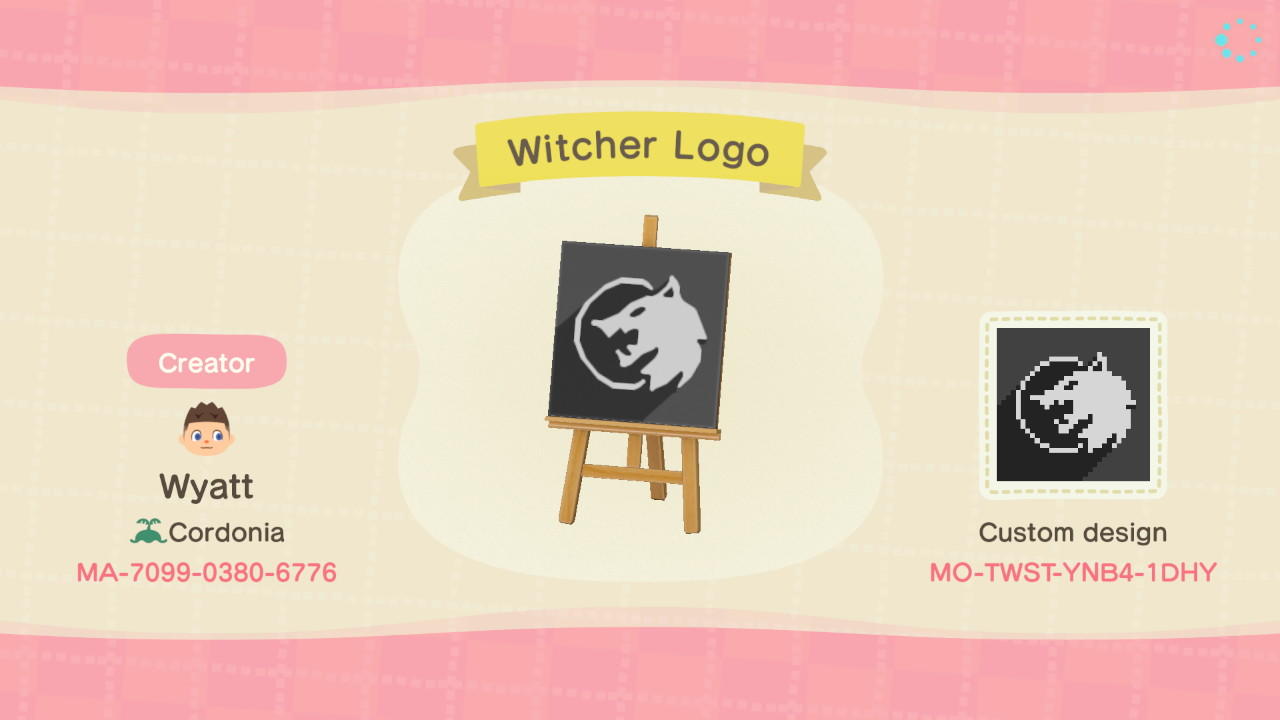 Witcher Logo
Creator
Wyatt
Cordonia
MA-7099-0380-6776
Custom design
MO-TWST-YNB4-1DHY